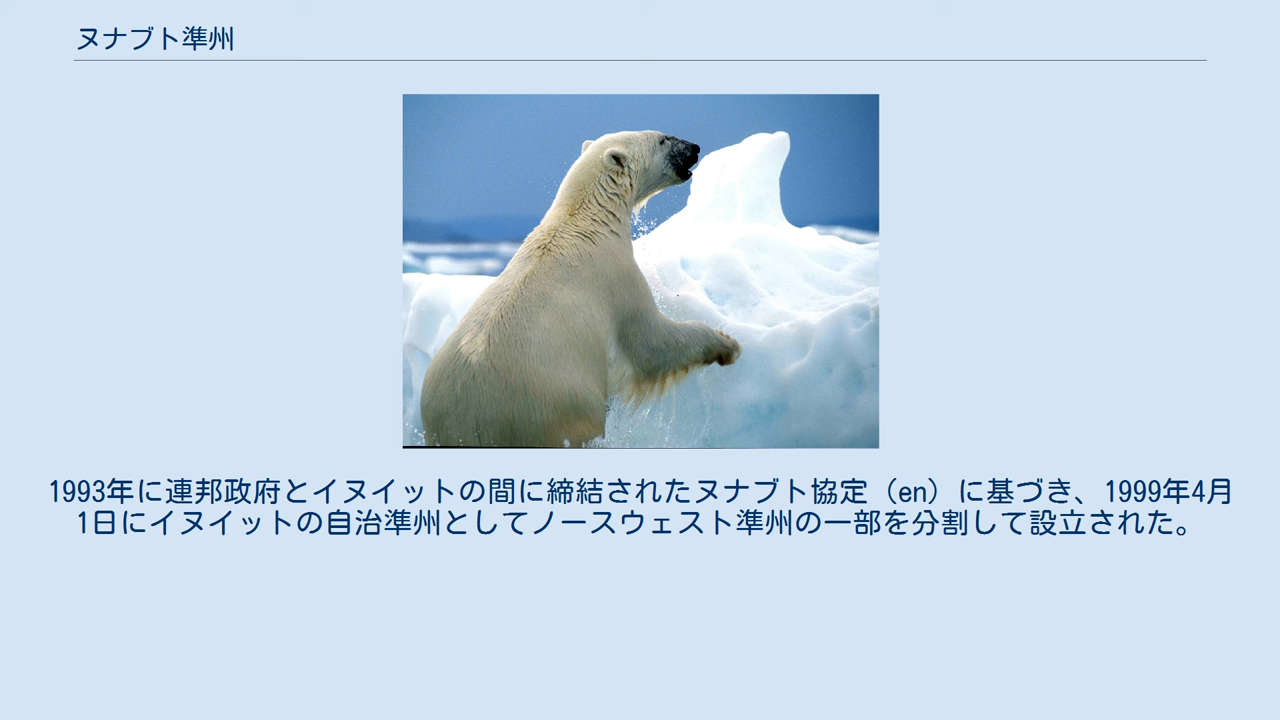 ヌナブト準州
1993年に連邦政府とイヌイットの間に締結されたヌナブト協定（en）に基づき、1999年4月
1日にイヌイットの自治準州としてノースウェスト準州の一部を分割して設立された。